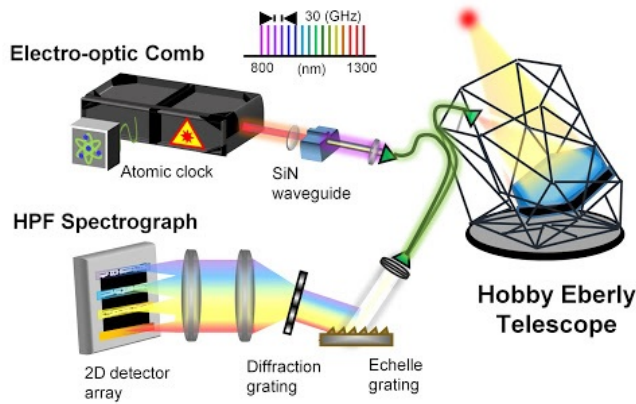 30 (GHz)
Electro-optic Comb
800 (nm) 1300
Atomic clock
SiN
waveguide
HPF Spectrograph
Hobby Eberly
Telescope
2D detector
array
Diffraction
grating
Echelle
grating